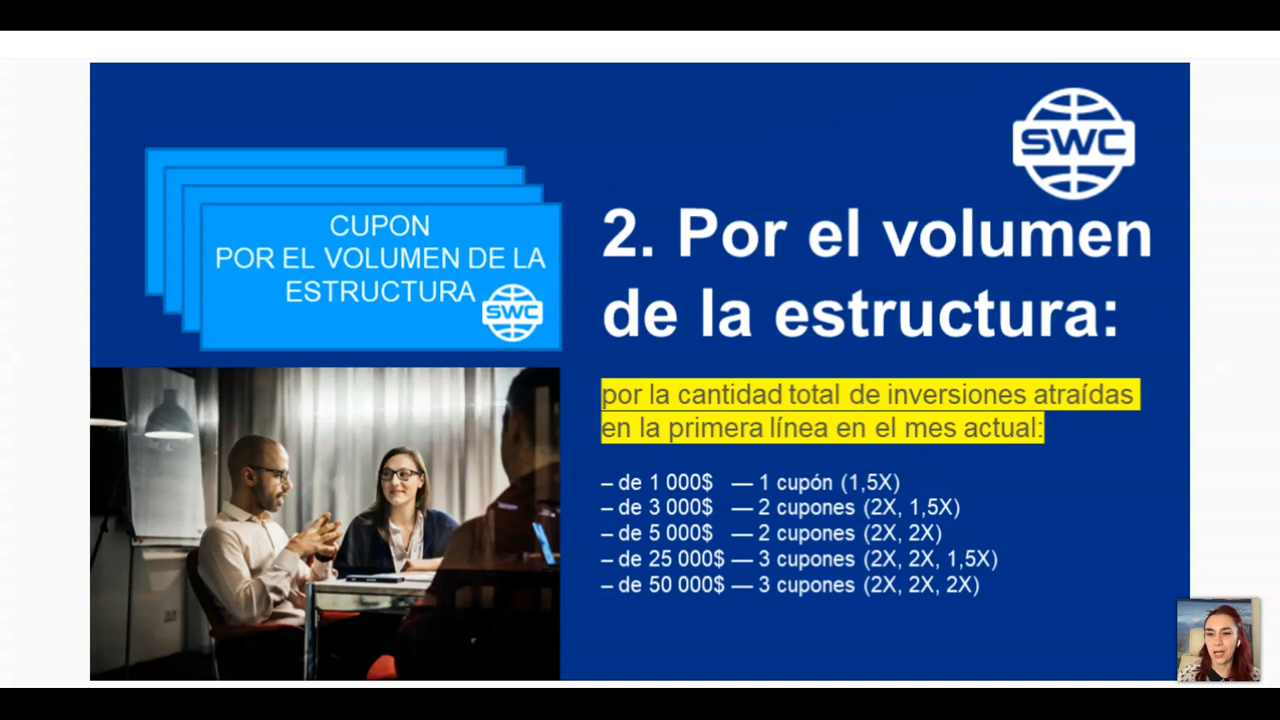 SWC
CUPON
POR EL VOLUMEN DE LA
ESTRUCTURA
SWC
2. Por el volumen
de la estructura:
por la cantidad total de inversiones atraídas
en la primera línea en el mes actual:
– de 1 000$ — 1 cupón (1,5X)
– de 3 000$ — 2 cupones (2X, 1,5X)
– de 5 000$ — 2 cupones (2X, 2X)
– de 25 000$ — 3 cupones (2X, 2X, 1,5X)
– de 50 000$ — 3 cupones (2X, 2X, 2X)